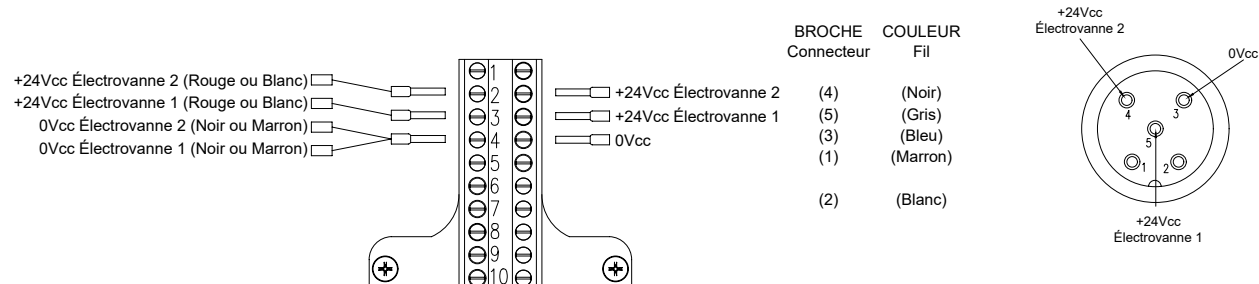 +24Vcc Électrovanne 2 (Rouge ou Blanc)
+24Vcc Électrovanne 1 (Rouge ou Blanc)
0Vcc Électrovanne 2 (Noir ou Marron)
0Vcc Électrovanne 1 (Noir ou Marron)
1
2
3
4
5
6
7
8
9
10
+24Vcc Électrovanne 2
+24Vcc Électrovanne 1
0Vcc
BROCHE COULEUR
Connecteur Fil
(4) (Noir)
(5) (Gris)
(3) (Bleu)
(1) (Marron)
(2) (Blanc)
+24Vcc
Électrovanne 2
0Vcc
4 3
5
1 2
+24Vcc
Électrovanne 1